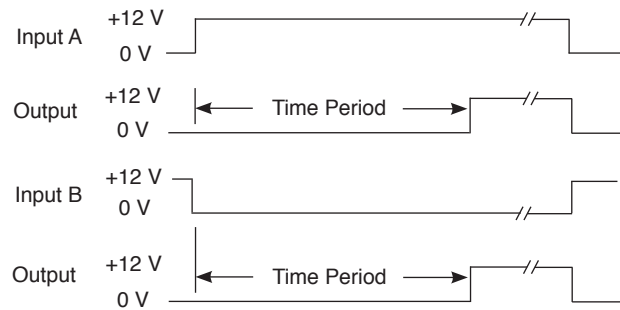 +12 V
Input A
0 V
+12 V
Output
Time Period
0 V
+12 V
Input B
0 V
+12 V
Output
Time Period
0 V